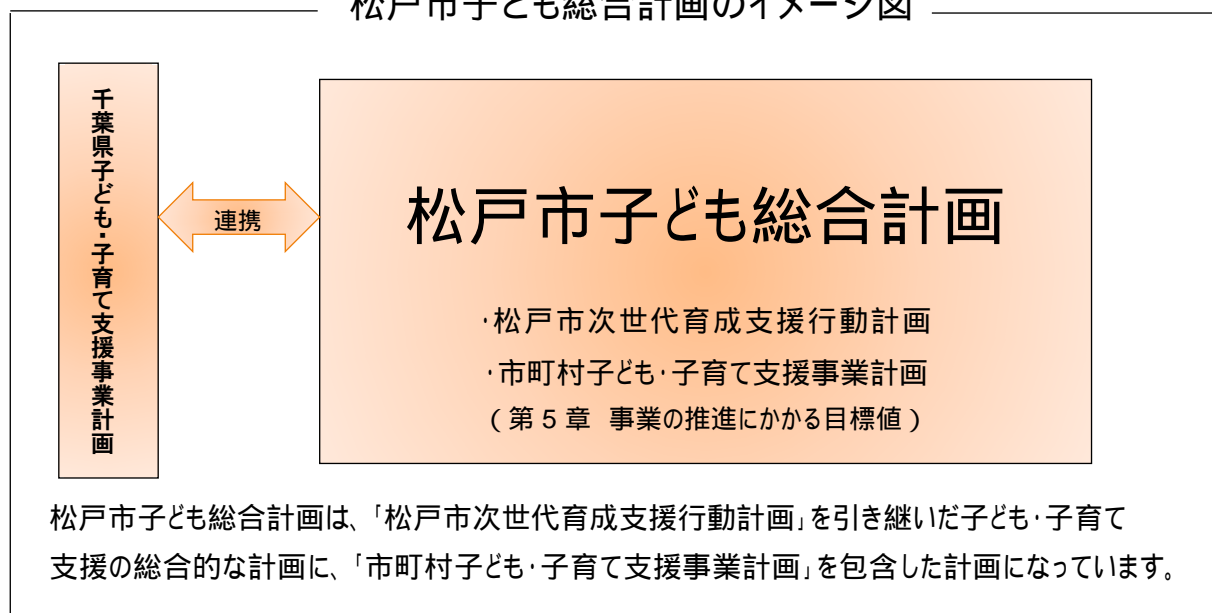 松戸市子ども総合計画のイメージ図
千葉県子ども・子育て支援事業計画
連携
松戸市子ども総合計画
・松戸市次世代育成支援行動計画
・市町村子ども・子育て支援事業計画
（第５章 事業の推進にかかる目標値）
松戸市子ども総合計画は、「松戸市次世代育成支援行動計画」を引き継いだ子ども・子育て
支援の総合的な計画に、「市町村子ども・子育て支援事業計画」を包含した計画になっています。